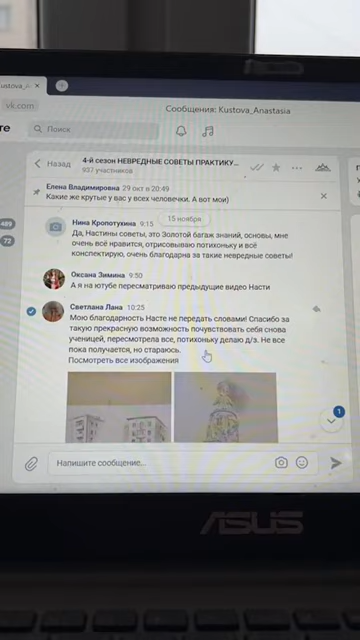 vk.com
Сообщения: Kustova_Anastasia
Поиск
Назад
4-й сезон НЕВРЕДНЫЕ СОВЕТЫ ПРАКТИКУ...
937 участников
Елена Владимировна 29 окт в 20:49
Какие же крутые у вас у всех человечки. А вот мои)
15 ноября
489
72
Нина Кропотухина 9:15
Да, Настины советы, это Золотой багаж знаний, основы, мне
очень всё нравится, отрисовываю потихоньку и всё
конспектирую, очень благодарна за такие невредные советы!
Оксана Зимина 9:50
А я на ютубе пересматриваю предыдущие видео Насти
Светлана Лана 10:25
Мою благодарность Насте не передать словами! Спасибо за
такую прекрасную возможность почувствовать себя снова
ученицей, пересмотрела все, потихоньку делаю д/з. Не все
пока получается, но стараюсь.
Посмотреть все изображения
1
Напишите сообщение...
ASUS